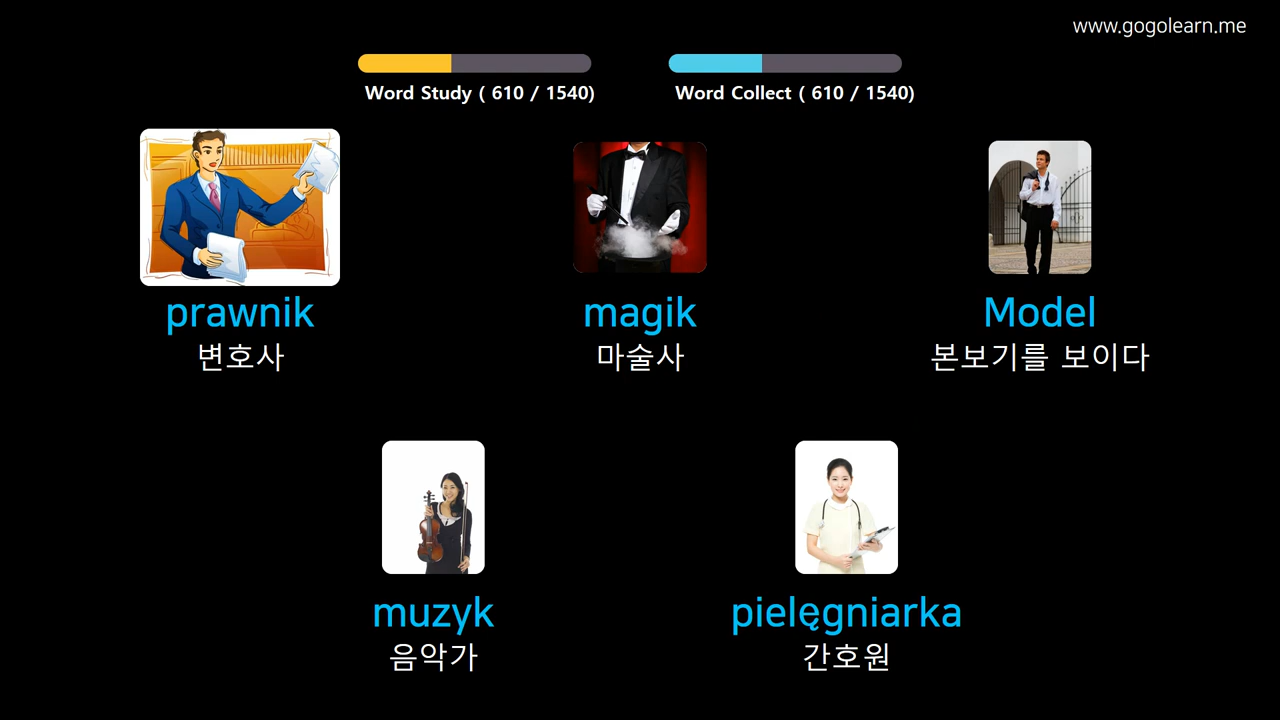 www.gogolearn.me
Word Study ( 610 / 1540)
Word Collect ( 610 / 1540)
prawnik
변호사
magik
마술사
Model
본보기를 보이다
muzyk
음악가
pielęgniarka
간호원